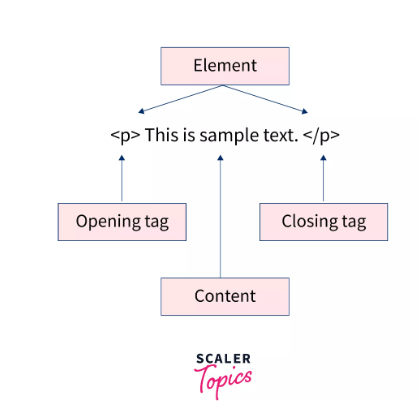 Element
<p> This is sample text. </p>
Opening tag
Closing tag
Content
SCALER
Topics